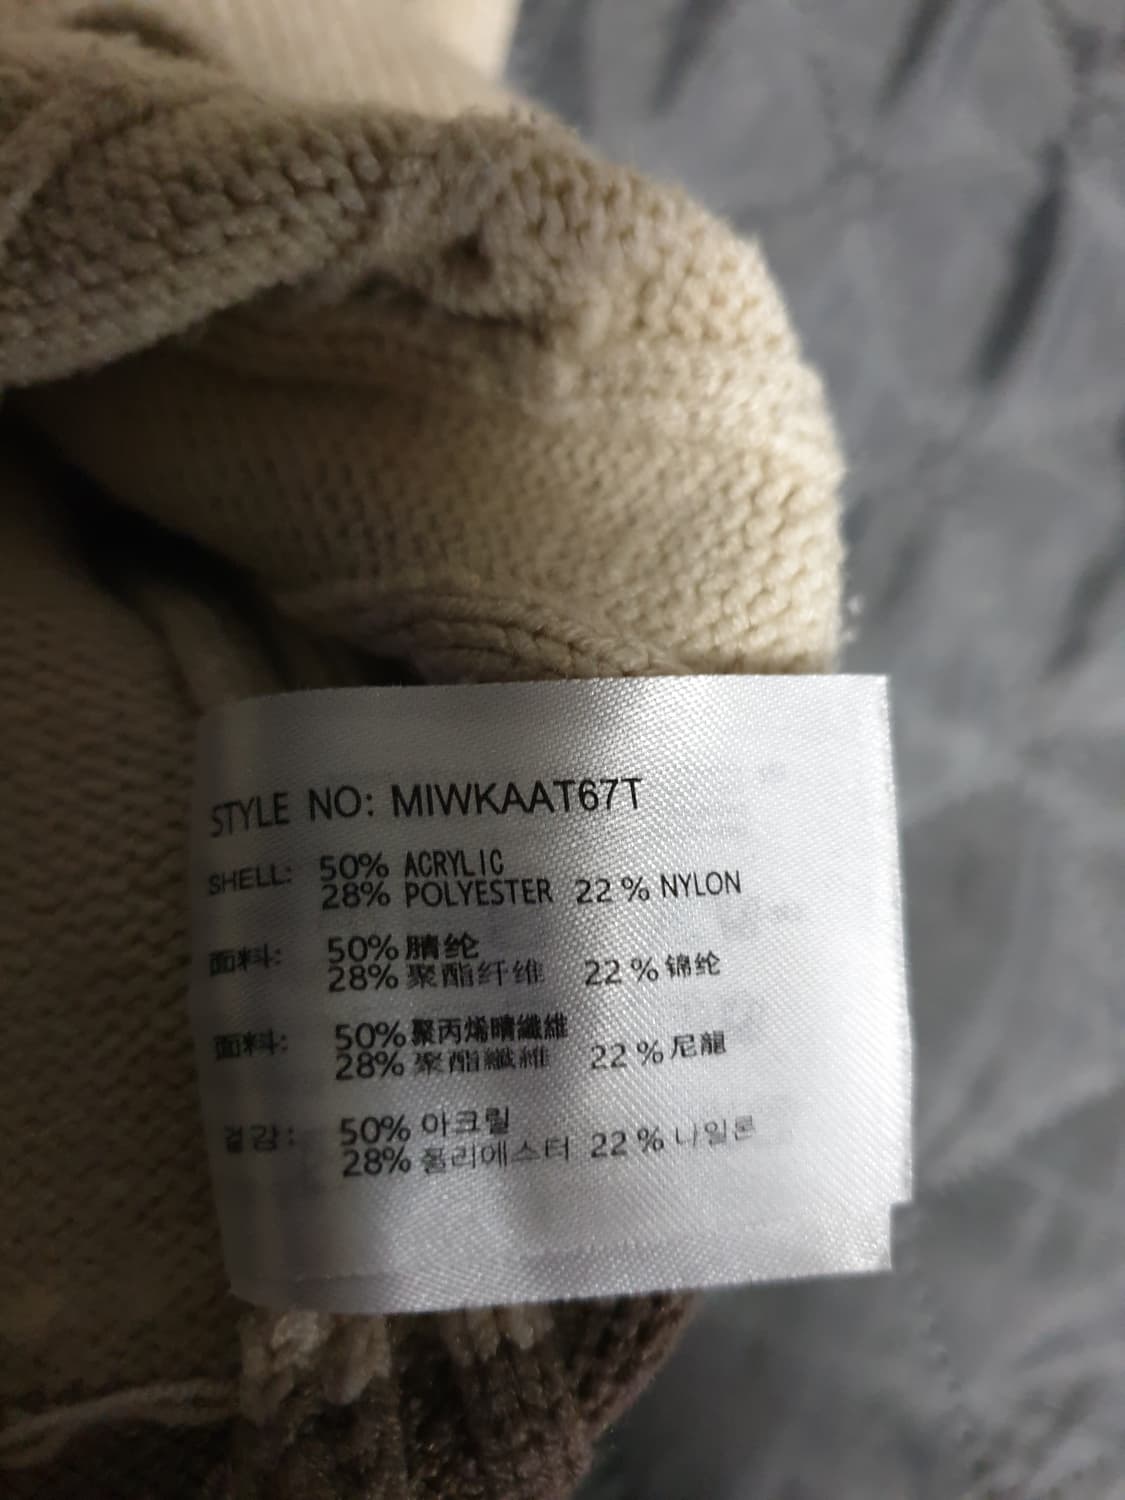 STYLE NO: MIWKAAT67T
SHELL: 50% ACRYLIC
28% POLYESTER 22% NYLON
面料: 50% 腈纶
28% 聚酯纤维 22% 锦纶
面料: 50% 聚丙烯晴纖維
28% 聚酯纖維 22% 尼龍
겉감: 50% 아크릴
28% 폴리에스터 22% 나일론